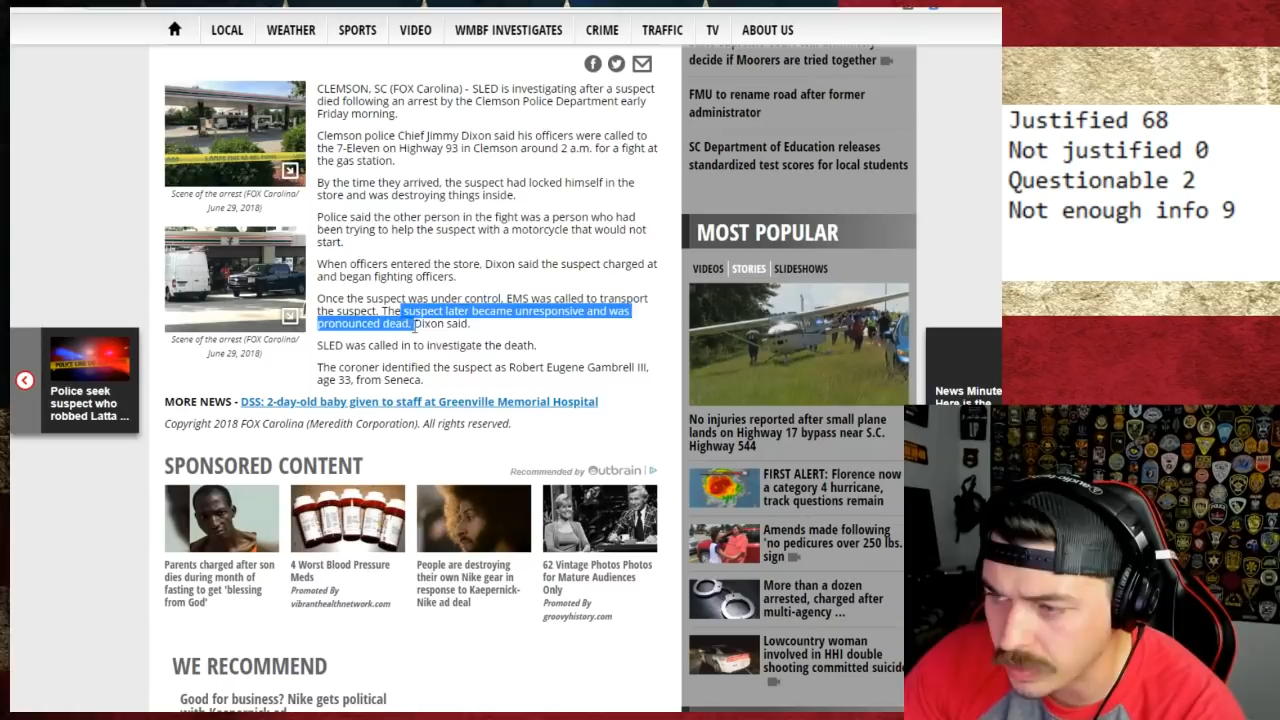 LOCAL
WEATHER
SPORTS
VIDEO
WMBF INVESTIGATES
CRIME
TRAFFIC
TV
ABOUT US
CLEMSON, SC (FOX Carolina) - SLED is investigating after a suspect
died following an arrest by the Clemson Police Department early
Friday morning.
Clemson police Chief Jimmy Dixon said his officers were called to
the 7-Eleven on Highway 93 in Clemson around 2 a.m. for a fight at
the gas station.
By the time they arrived, the suspect had locked himself in the
store and was destroying things inside.
Police said the other person in the fight was a person who had
been trying to help the suspect with a motorcycle that would not
start.
When officers entered the store, Dixon said the suspect charged at
and began fighting officers.
Once the suspect was under control, EMS was called to transport
the suspect. The suspect later became unresponsive and was
pronounced dead. Dixon said.
SLED was called in to investigate the death.
The coroner identified the suspect as Robert Eugene Gambrell III,
age 33, from Seneca.
Scene of the arrest (FOX Carolina/
June 29, 2018)
Scene of the arrest (FOX Carolina/
June 29, 2018)
MORE NEWS - DSS: 2-day-old baby given to staff at Greenville Memorial Hospital
Copyright 2018 FOX Carolina (Meredith Corporation). All rights reserved.
SPONSORED CONTENT
Recommended by Outbrain
Parents charged after son
dies during month of
fasting to get 'blessing
from God'
4 Worst Blood Pressure
Meds
Promoted By
vibranthealthnetwork.com
People are destroying
their own Nike gear in
response to Kaepernick-
Nike ad deal
62 Vintage Photos Photos
for Mature Audiences
Only
Promoted By
groovyhistory.com
WE RECOMMEND
Good for business? Nike gets political
Police seek
suspect who
robbed Latta ...
decide if Moorers are tried together
FMU to rename road after former
administrator
SC Department of Education releases
standardized test scores for local students
MOST POPULAR
VIDEOS
STORIES
SLIDESHOWS
No injuries reported after small plane
lands on Highway 17 bypass near S.C.
Highway 544
FIRST ALERT: Florence now
a category 4 hurricane,
track questions remain
Amends made following
'no pedicures over 250 lbs.'
sign
More than a dozen
arrested, charged after
multi-agency ...
Lowcountry woman
involved in HHI double
shooting committed suicide
News Minute
Here is the
Justified 68
Not justified 0
Questionable 2
Not enough info 9